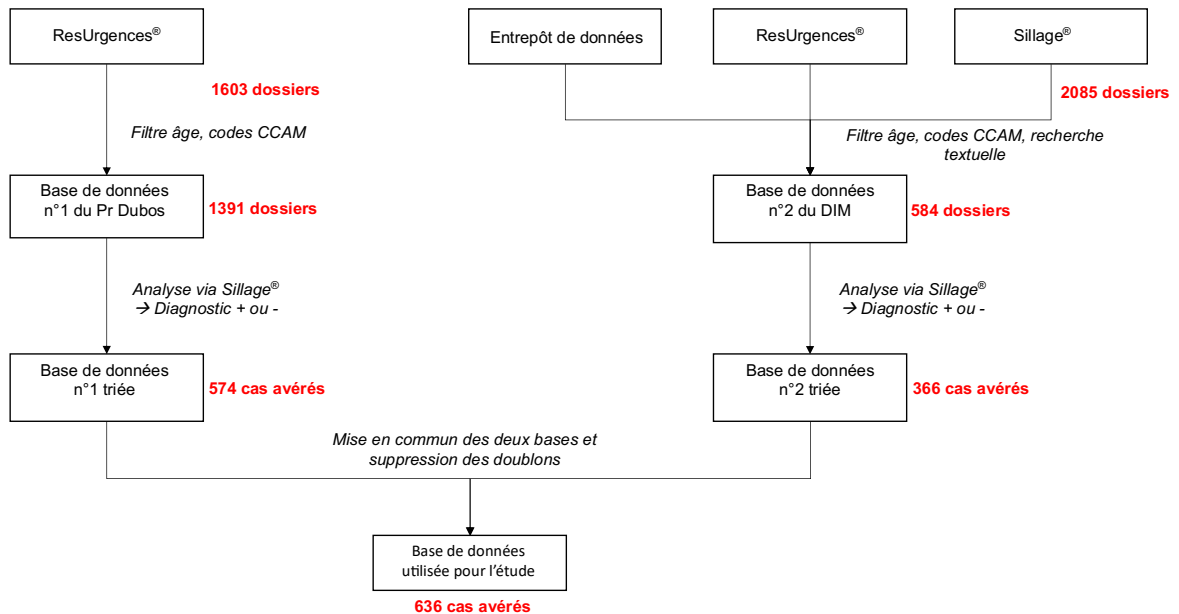 ResUrgences®
Entrepôt de données
ResUrgences®
Sillage®
1603 dossiers
2085 dossiers
Filtre âge, codes CCAM
Filtre âge, codes CCAM, recherche
textuelle
Base de données
n°1 du Pr Dubos
1391 dossiers
Base de données
n°2 du DIM
584 dossiers
Analyse via Sillage®
→ Diagnostic + ou -
Analyse via Sillage®
→ Diagnostic + ou -
Base de données
n°1 triée
574 cas avérés
Base de données
n°2 triée
366 cas avérés
Mise en commun des deux bases et
suppression des doublons
Base de données
utilisée pour l'étude
636 cas avérés